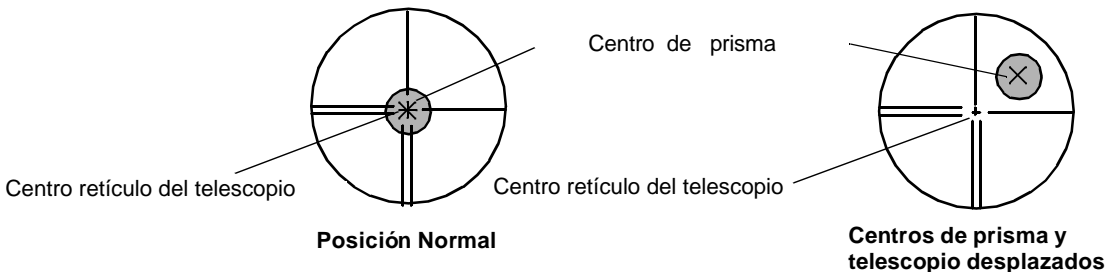 Centro de prisma
Centro retículo del telescopio
Centro retículo del telescopio
Posición Normal
Centros de prisma y
telescopio desplazados